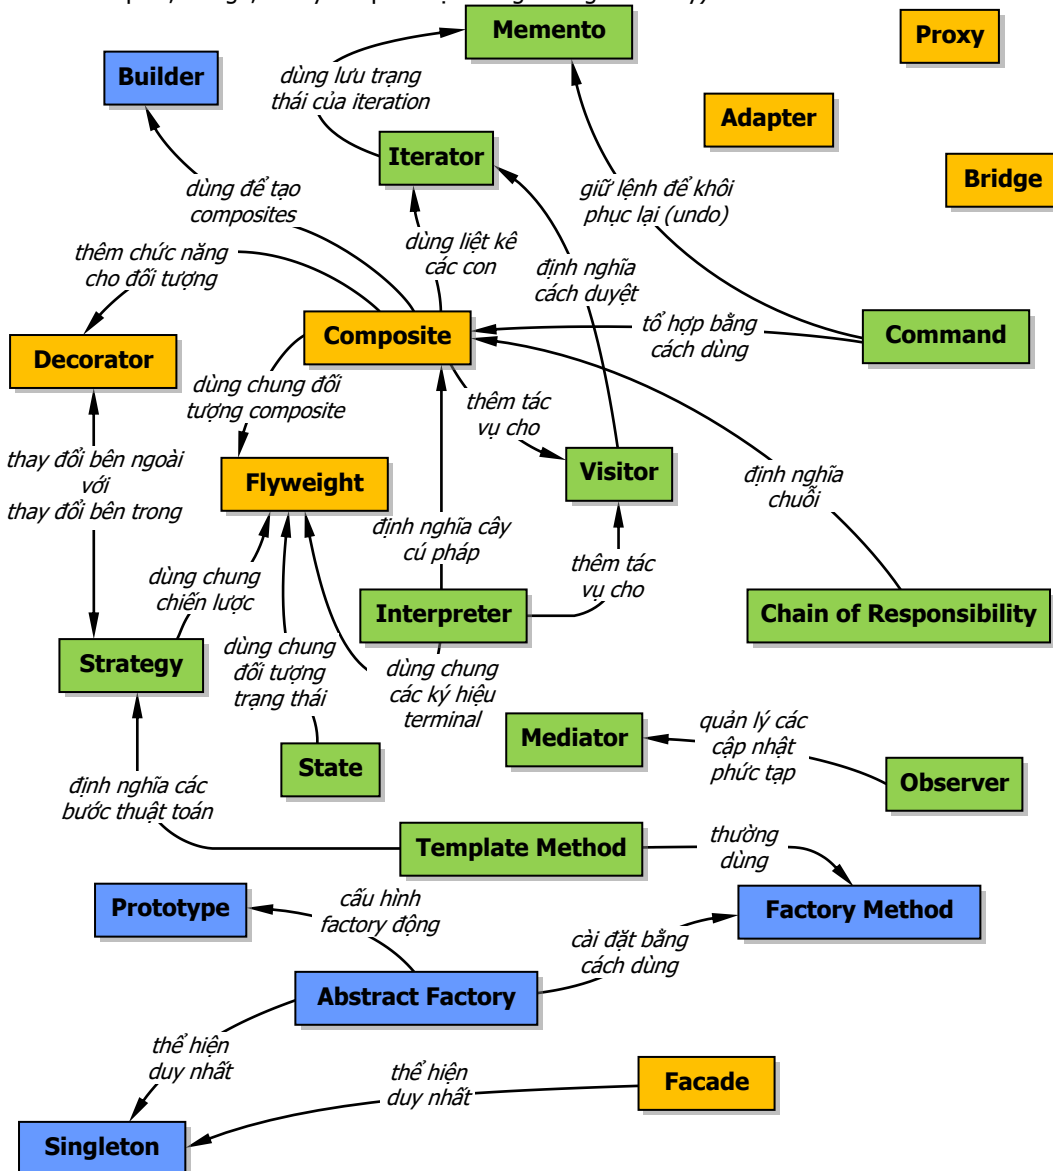 Memento
Proxy
Builder
dùng lưu trạng
thái của iteration
Adapter
Iterator
Bridge
dùng để tạo
composites
giữ lệnh để khôi
phục lại (undo)
thêm chức năng
cho đối tượng
dùng liệt kê
các con
định nghĩa
cách duyệt
Decorator
Composite
tổ hợp bằng
cách dùng
Command
dùng chung đối
tượng composite
thêm tác
vụ cho
thay đổi bên ngoài
với
thay đổi bên trong
Flyweight
Visitor
định nghĩa
chuỗi
định nghĩa cây
cú pháp
dùng chung
chiến lược
thêm tác
vụ cho
Interpreter
Chain of Responsibility
Strategy
dùng chung
đối tượng
trạng thái
dùng chung
các ký hiệu
terminal
Mediator
quản lý các
cập nhật
phức tạp
State
Observer
định nghĩa các
bước thuật toán
Template Method
thường
dùng
Prototype
cấu hình
factory động
Factory Method
cài đặt bằng
cách dùng
Abstract Factory
thể hiện
duy nhất
thể hiện
duy nhất
Facade
Singleton